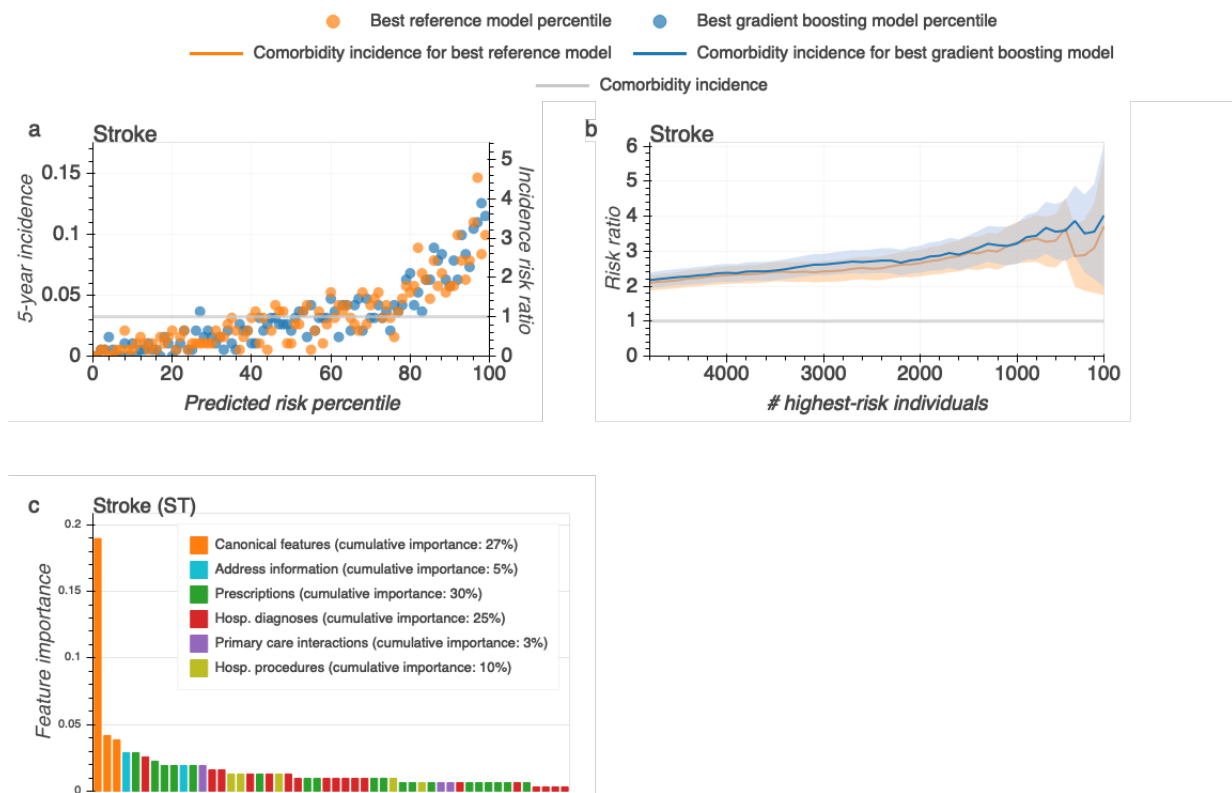 Best reference model percentile Best gradient boosting model percentile
Comorbidity incidence for best reference model Comorbidity incidence for best gradient boosting model
Comorbidity incidence
a Stroke
5-year incidence
0.15
0.1
0.05
0
5
4
3
2
1
0
Incidence risk ratio
0 20 40 60 80 100
Predicted risk percentile
b Stroke
Risk ratio
6
5
4
3
2
1
0
4000 3000 2000 1000 100
# highest-risk individuals
c Stroke (ST)
Feature importance
0.2
0.15
0.1
0.05
0
Canonical features (cumulative importance: 27%)
Address information (cumulative importance: 5%)
Prescriptions (cumulative importance: 30%)
Hosp. diagnoses (cumulative importance: 25%)
Primary care interactions (cumulative importance: 3%)
Hosp. procedures (cumulative importance: 10%)